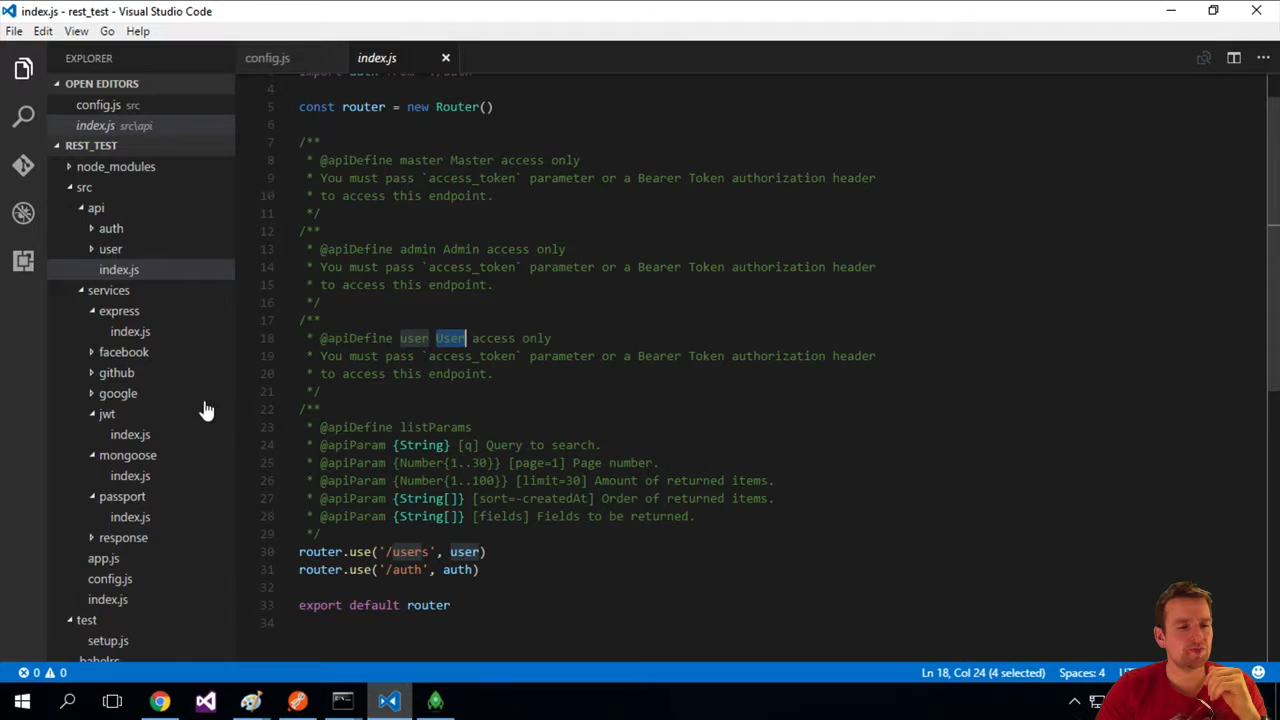 index.js - rest_test - Visual Studio Code
File Edit View Go Help
EXPLORER
OPEN EDITORS
config.js src
index.js src\api
REST_TEST
node_modules
src
api
auth
user
index.js
services
express
index.js
facebook
github
google
jwt
index.js
mongoose
index.js
passport
index.js
response
app.js
config.js
index.js
test
setup.js
config.js index.js
4
5 const router = new Router()
6
7 /**
8 * @apiDefine master Master access only
9 * You must pass `access_token` parameter or a Bearer Token authorization header
10 * to access this endpoint.
11 */
12 /**
13 * @apiDefine admin Admin access only
14 * You must pass `access_token` parameter or a Bearer Token authorization header
15 * to access this endpoint.
16 */
17 /**
18 * @apiDefine user User access only
19 * You must pass `access_token` parameter or a Bearer Token authorization header
20 * to access this endpoint.
21 */
22 /**
23 * @apiDefine listParams
24 * @apiParam {String} [q] Query to search.
25 * @apiParam {Number{1..30}} [page=1] Page number.
26 * @apiParam {Number{1..100}} [limit=30] Amount of returned items.
27 * @apiParam {String[]} [sort=-createdAt] Order of returned items.
28 * @apiParam {String[]} [fields] Fields to be returned.
29 */
30 router.use('/users', user)
31 router.use('/auth', auth)
32
33 export default router
34
0 0 Ln 18, Col 24 (4 selected) Spaces: 4